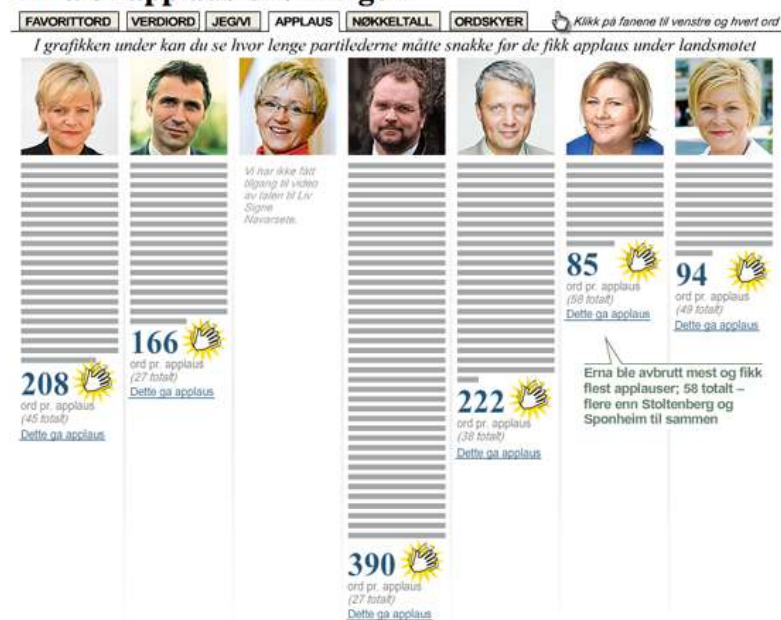 FAVORITTORD VERDIORD JEG/VI APPLAUS NØKKELTALL ORDSKYER Klikk på fanene til venstre og hvert ord
I grafikken under kan du se hvor lenge partilederne måtte snakke før de fikk applaus under landsmøtet
208
ord pr. applaus
(45 totalt)
Dette ga applaus
166
ord pr. applaus
(27 totalt)
Dette ga applaus
Vi har ikke fått
tilgang til video
av talen til Liv
Signe
Navarsete.
390
ord pr. applaus
(27 totalt)
Dette ga applaus
222
ord pr. applaus
(38 totalt)
Dette ga applaus
85
ord pr. applaus
(58 totalt)
Dette ga applaus
94
ord pr. applaus
(49 totalt)
Dette ga applaus
Erna ble avbrutt mest og fikk
flest applauser; 58 totalt –
flere enn Stoltenberg og
Sponheim til sammen